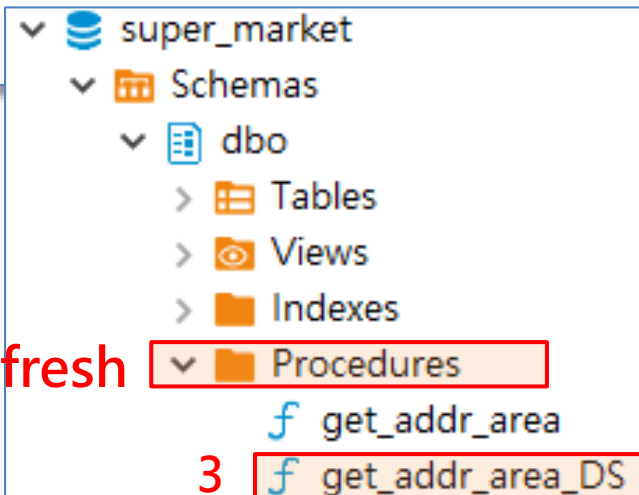 super_market
Schemas
dbo
Tables
Views
Indexes
fresh Procedures
get_addr_area
3 get_addr_area_DS